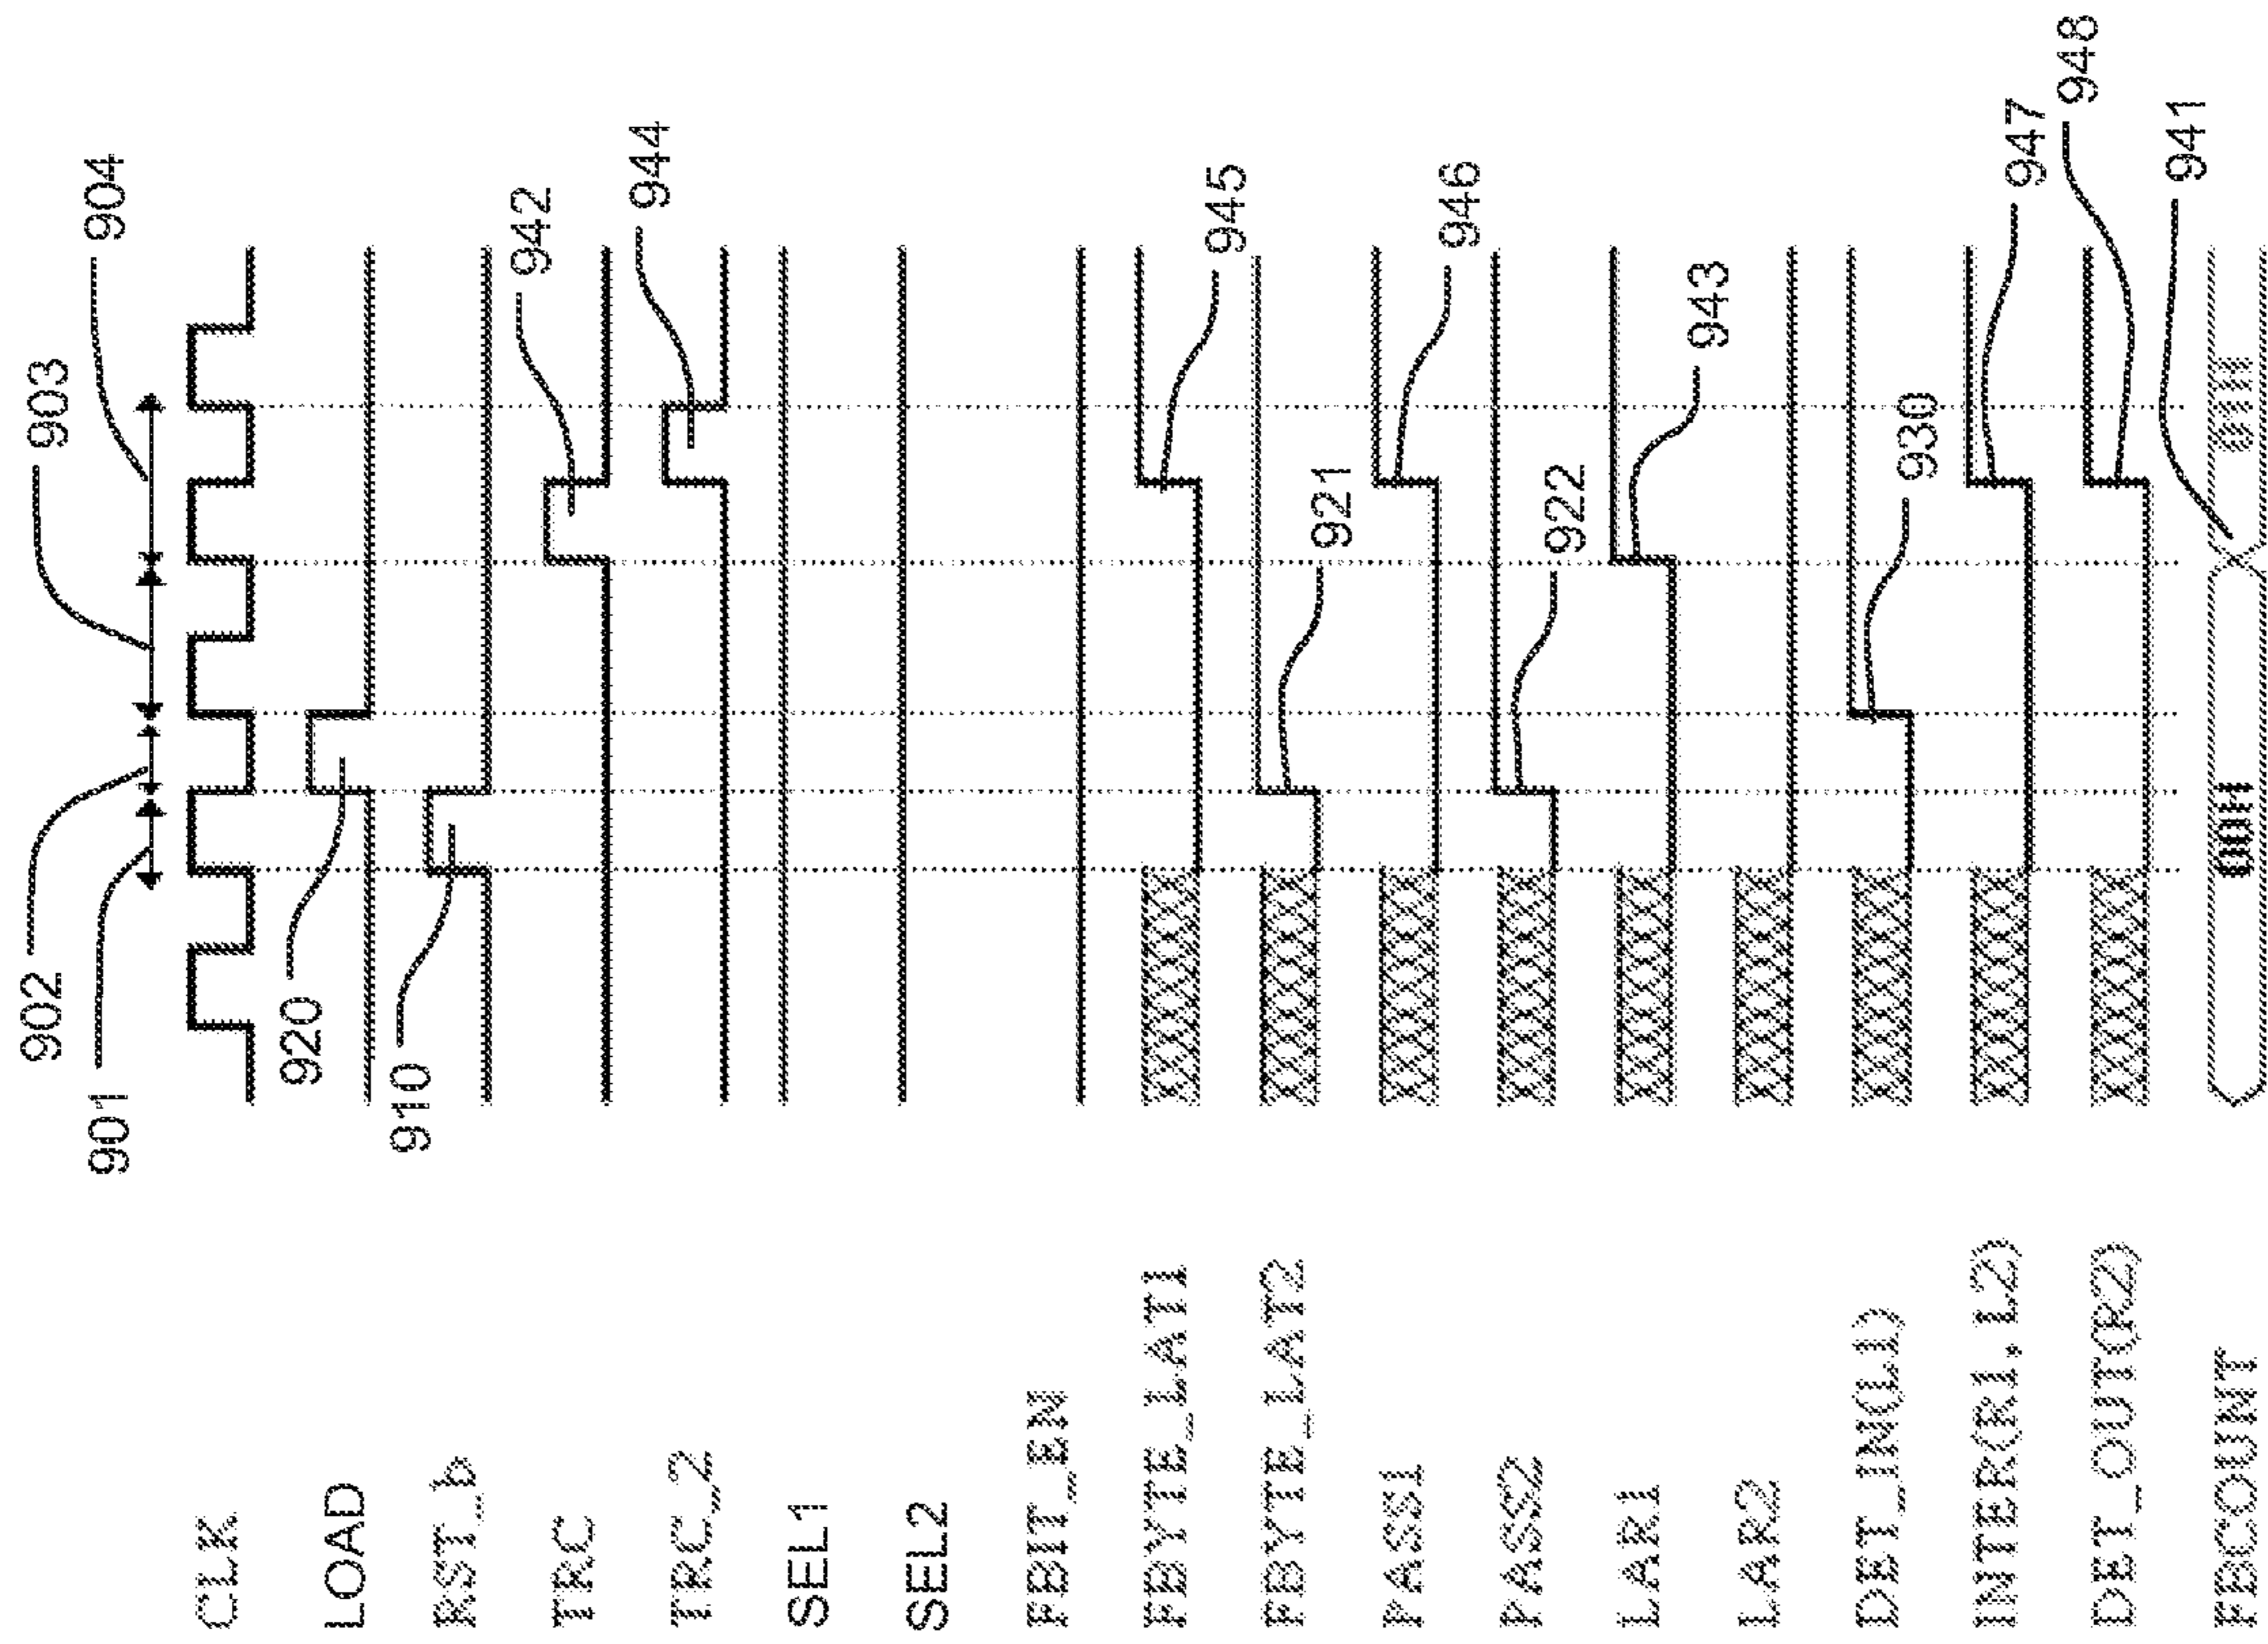 902
903
901
904
CLK
LOAD
920
RST_b
910
TRC
942
TRC_2
944
SEL1
SEL2
FBIT_EN
FBYTE_LAT1
945
FBYTE_LAT2
921
PASS1
946
PASS2
922
LAR1
943
LAR2
DET_IN(L1)
930
INTER(R1, L2)
947
DET_OUT(R2)
948
FBCOUNT
00H
01H
941